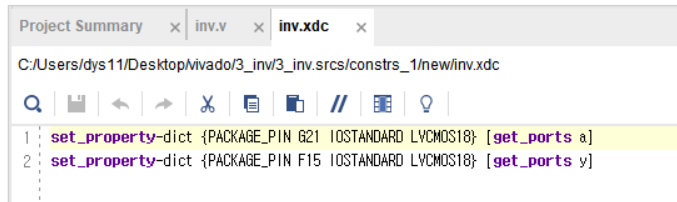 Project Summary × inv.v × inv.xdc ×
C:/Users/dys11/Desktop/vivado/3_inv/3_inv.srcs/constrs_1/new/inv.xdc
1 set_property-dict {PACKAGE_PIN G21 IOSTANDARD LVCMOS18} [get_ports a]
2 set_property-dict {PACKAGE_PIN F15 IOSTANDARD LVCMOS18} [get_ports y]